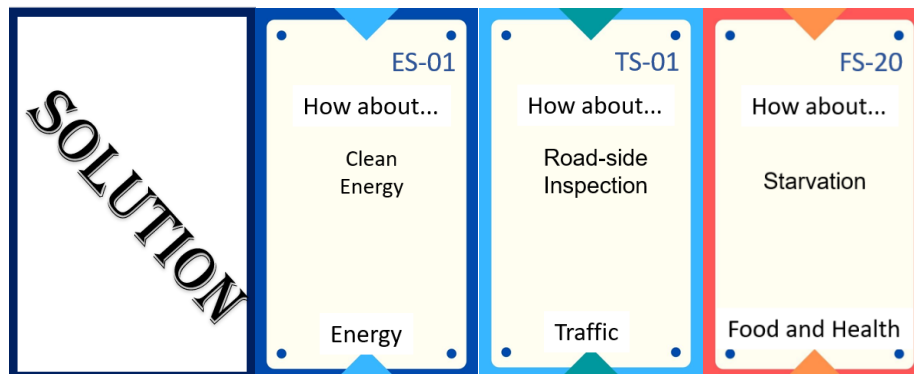 SOLUTION
ES-01
How about...
Clean
Energy
Energy
TS-01
How about...
Road-side
Inspection
Traffic
FS-20
How about...
Starvation
Food and Health